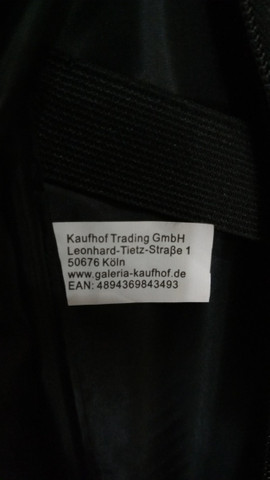 Kaufhof Trading GmbH
Leonhard-Tietz-Straße 1
50676 Köln
www.galeria-kaufhof.de
EAN: 4894369843493